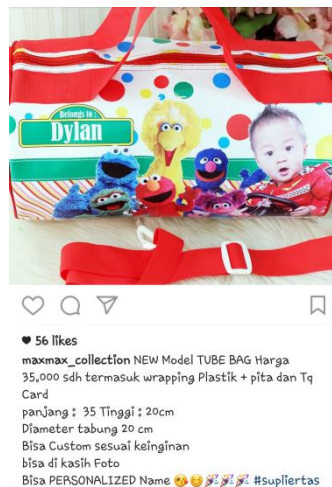 Belongs to :
Dylan
56 likes
maxmax_collection NEW Model TUBE BAG Harga
35,000 sdh termasuk wrapping Plastik + pita dan Tq
Card
panjang : 35 Tinggi : 20cm
Diameter tabung 20 cm
Bisa Custom sesuai keinginan
bisa di kasih Foto
Bisa PERSONALIZED Name 😘😊🎉🎉🎉 #supliertas